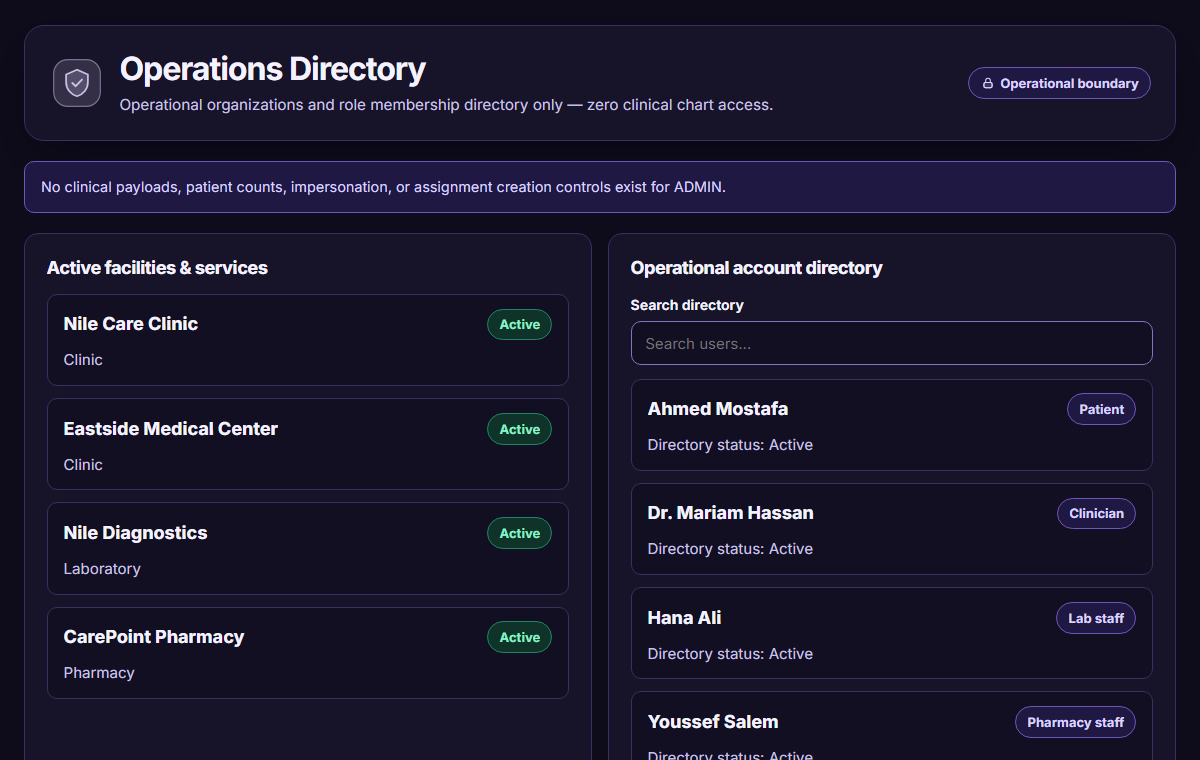 Operations Directory
Operational organizations and role membership directory only — zero clinical chart access.
Operational boundary
No clinical payloads, patient counts, impersonation, or assignment creation controls exist for ADMIN.
Active facilities & services
Nile Care Clinic
Active
Clinic
Eastside Medical Center
Active
Clinic
Nile Diagnostics
Active
Laboratory
CarePoint Pharmacy
Active
Pharmacy
Operational account directory
Search directory
Search users...
Ahmed Mostafa
Patient
Directory status: Active
Dr. Mariam Hassan
Clinician
Directory status: Active
Hana Ali
Lab staff
Directory status: Active
Youssef Salem
Pharmacy staff
Directory status: Active